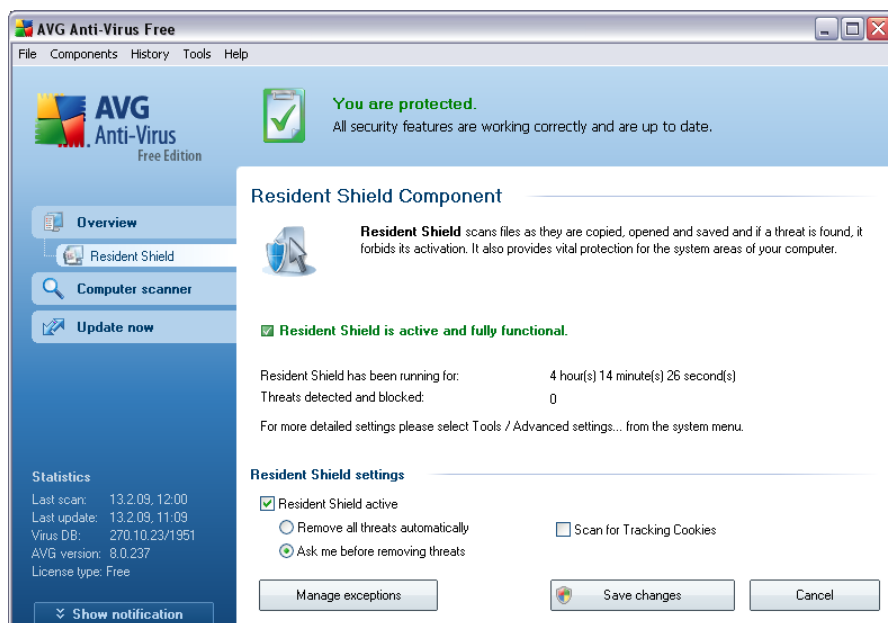 AVG Anti-Virus Free
File Components History Tools Help
AVG
Anti-Virus
Free Edition
You are protected.
All security features are working correctly and are up to date.
Overview
Resident Shield
Computer scanner
Update now
Resident Shield Component
Resident Shield scans files as they are copied, opened and saved and if a threat is found, it
forbids its activation. It also provides vital protection for the system areas of your computer.
Resident Shield is active and fully functional.
Resident Shield has been running for: 4 hour(s) 14 minute(s) 26 second(s)
Threats detected and blocked: 0
For more detailed settings please select Tools / Advanced settings... from the system menu.
Resident Shield settings
Resident Shield active
Remove all threats automatically
Scan for Tracking Cookies
Ask me before removing threats
Manage exceptions
Save changes
Cancel
Statistics
Last scan: 13.2.09, 12:00
Last update: 13.2.09, 11:09
Virus DB: 270.10.23/1951
AVG version: 8.0.237
License type: Free
Show notification